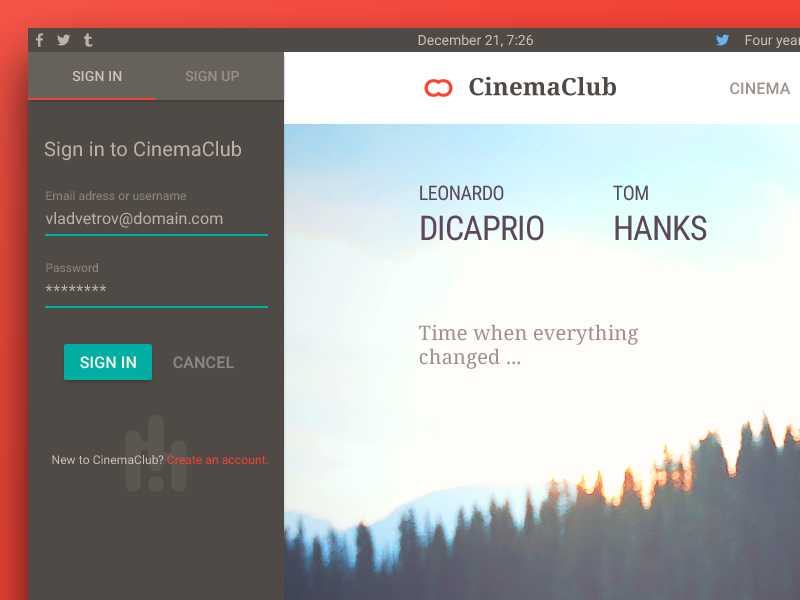 December 21, 7:26
Four year
SIGN IN
SIGN UP
CinemaClub
CINEMA
Sign in to CinemaClub
Email adress or username
vladvetrov@domain.com
Password
********
SIGN IN
CANCEL
New to CinemaClub? Create an account.
LEONARDO
DICAPRIO
TOM
HANKS
Time when everything
changed ...